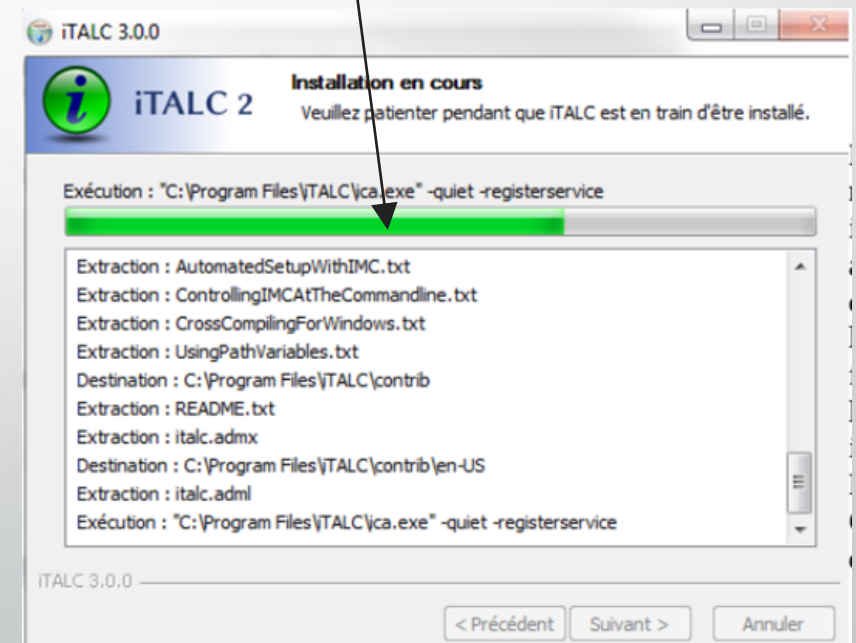 iTALC 3.0.0
iTALC 2
Installation en cours
Veuillez patienter pendant que iTALC est en train d'être installé.
Exécution : "C:\Program Files\iTALC\ica.exe" -quiet -registerservice
Extraction : AutomatedSetupWithIMC.txt
Extraction : ControllingIMCAtTheCommandline.txt
Extraction : CrossCompilingForWindows.txt
Extraction : UsingPathVariables.txt
Destination : C:\Program Files\iTALC\contrib
Extraction : README.txt
Extraction : italc.admx
Destination : C:\Program Files\iTALC\contrib\en-US
Extraction : italc.adml
Exécution : "C:\Program Files\iTALC\ica.exe" -quiet -registerservice
iTALC 3.0.0
< Précédent
Suivant >
Annuler